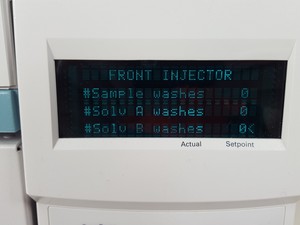 FRONT INJECTOR
#Sample washes 0
#Solv A washes 0
#Solv B washes 0<
Actual Setpoint